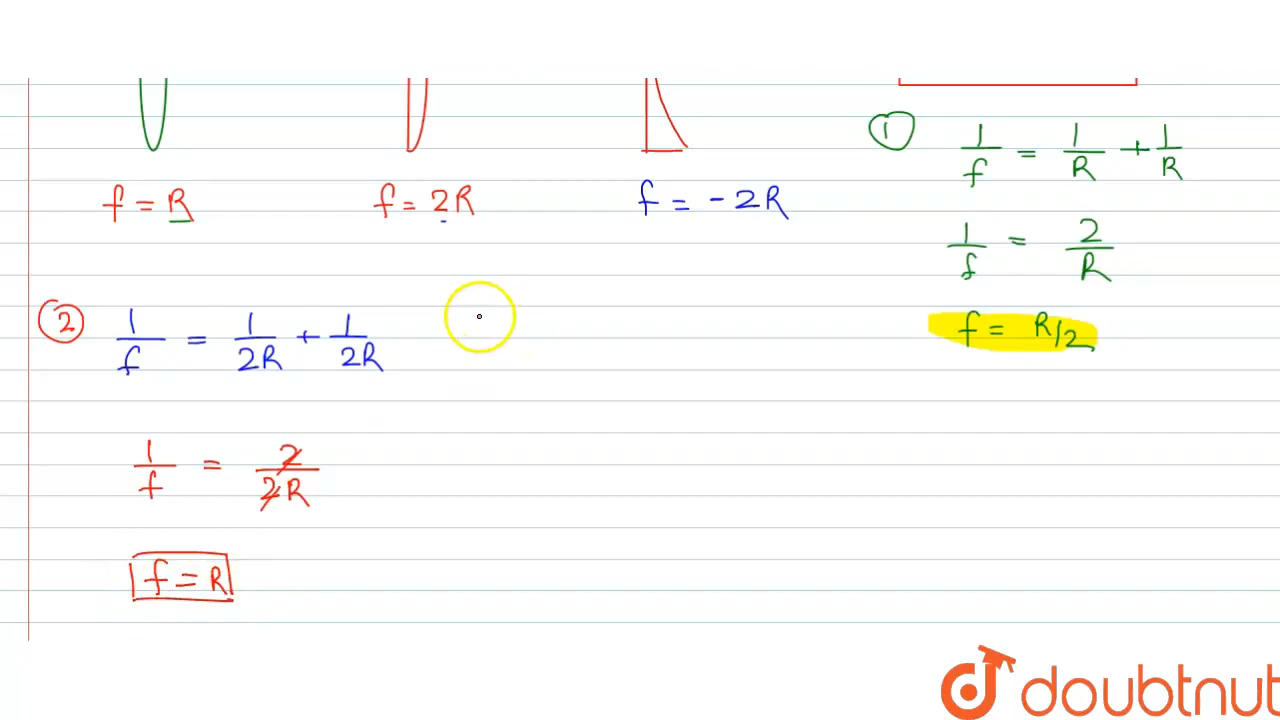 f = R
f = 2R
f = -2R
①
1/f = 1/R + 1/R
1/f = 2/R
f = R/2
②
1/f = 1/2R + 1/2R
1/f = 2/2R
f = R
doubtnut